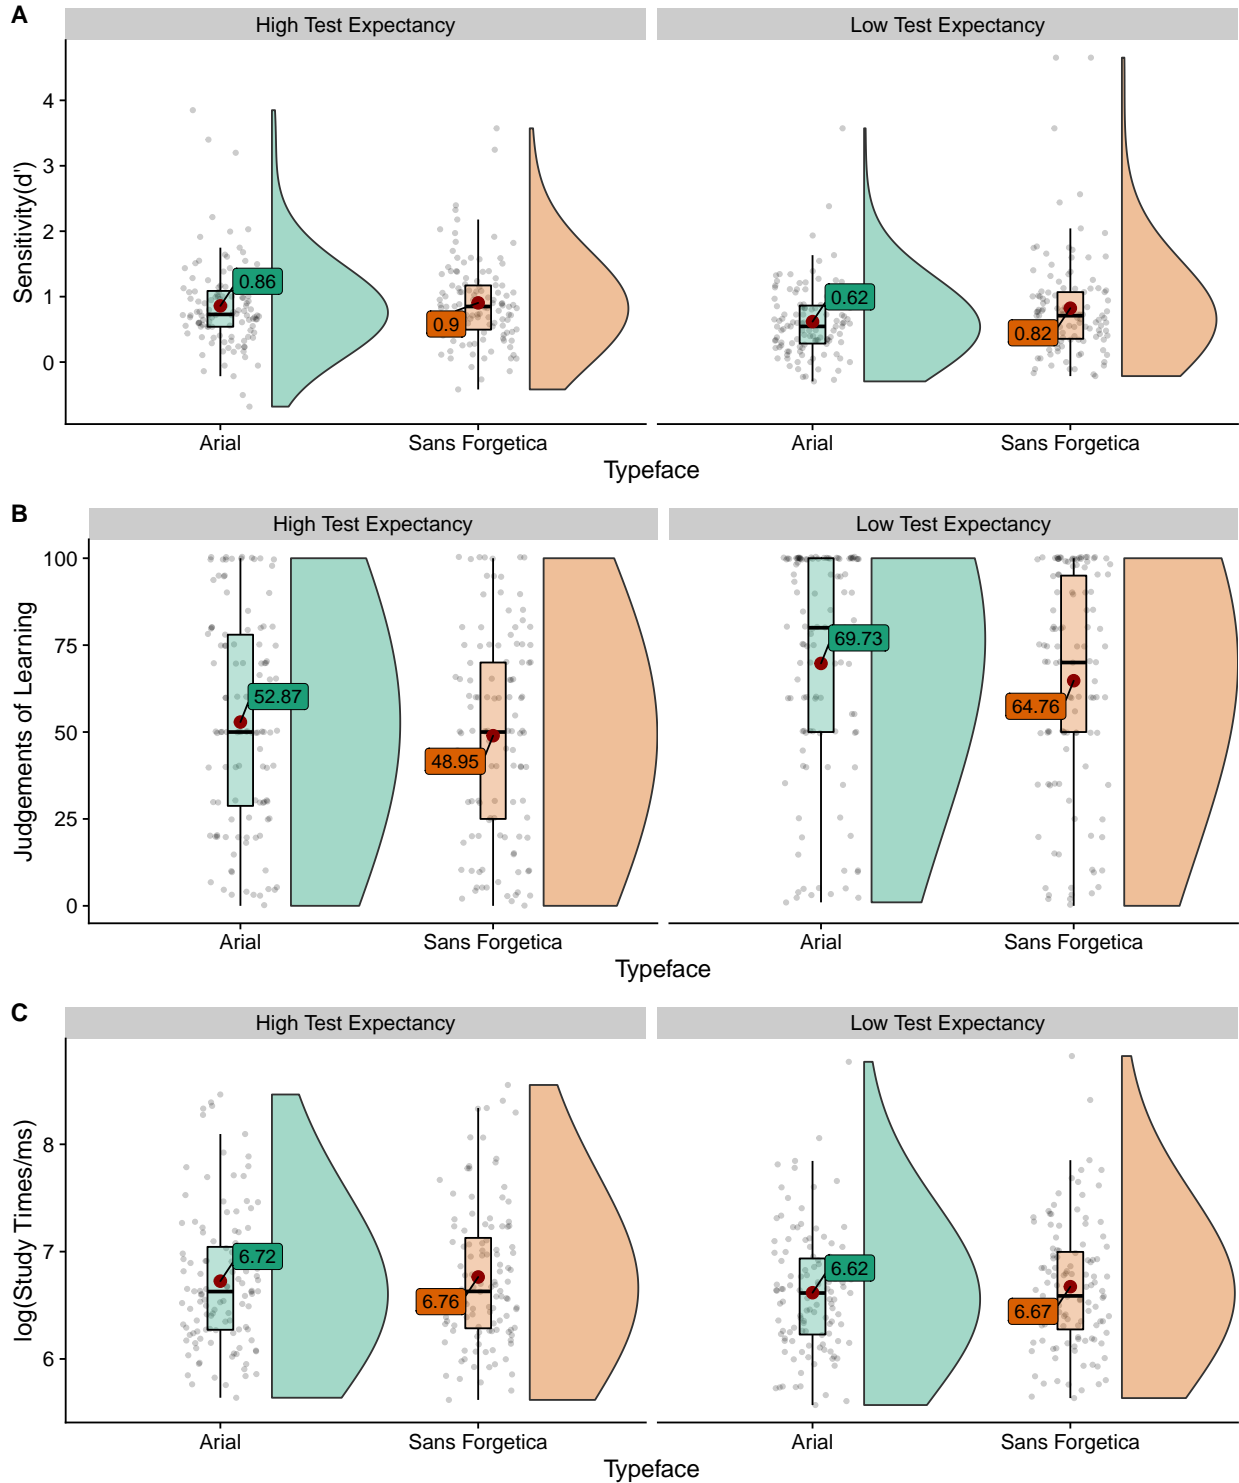 A
High Test Expectancy
Low Test Expectancy
Sensitivity(d')
4
3
2
1
0
0.86
0.9
0.62
0.82
Arial
Sans Forgetica
Arial
Sans Forgetica
Typeface
B
High Test Expectancy
Low Test Expectancy
Judgements of Learning
100
75
50
25
0
52.87
48.95
69.73
64.76
Arial
Sans Forgetica
Arial
Sans Forgetica
Typeface
C
High Test Expectancy
Low Test Expectancy
log(Study Times/ms)
8
7
6
6.72
6.76
6.62
6.67
Arial
Sans Forgetica
Arial
Sans Forgetica
Typeface